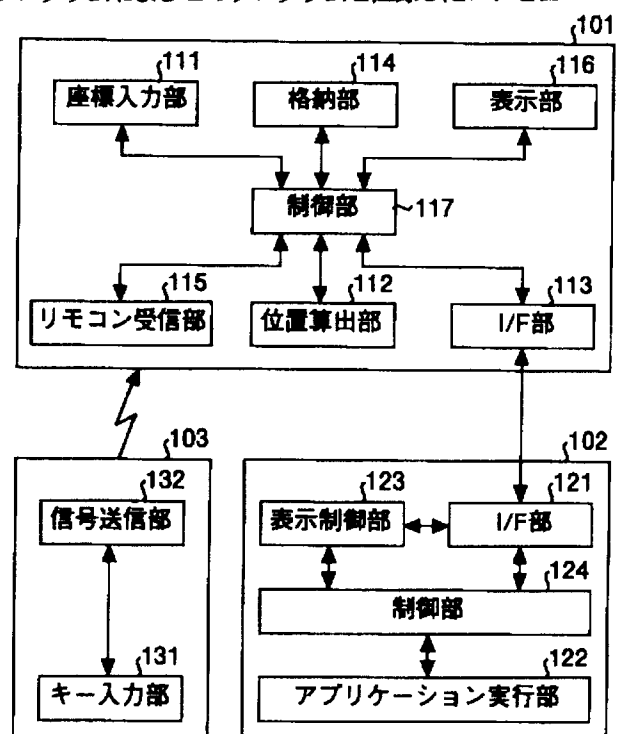 101
111
114
116
座標入力部
格納部
表示部
制御部
117
115
112
113
リモコン受信部
位置算出部
I/F部
103
102
132
123
121
信号送信部
表示制御部
I/F部
124
制御部
131
122
キー入力部
アプリケーション実行部